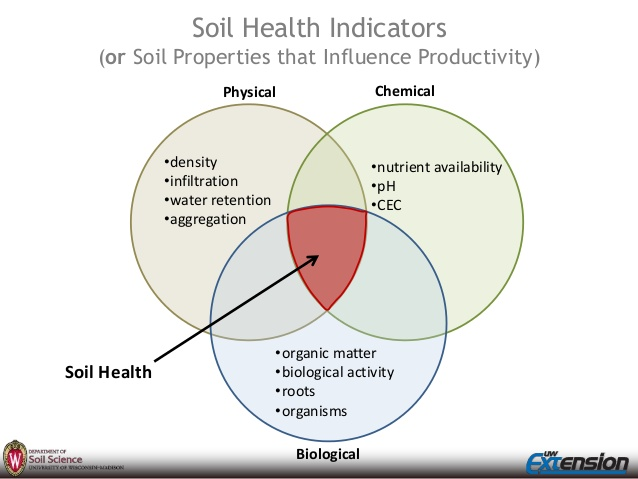 Soil Health Indicators
(or Soil Properties that Influence Productivity)
Physical
Chemical
•density
•infiltration
•water retention
•aggregation
•nutrient availability
•pH
•CEC
•organic matter
•biological activity
•roots
•organisms
Soil Health
Biological
W
DEPARTMENT OF
Soil Science
UNIVERSITY OF WISCONSIN-MADISON
UW
Extension